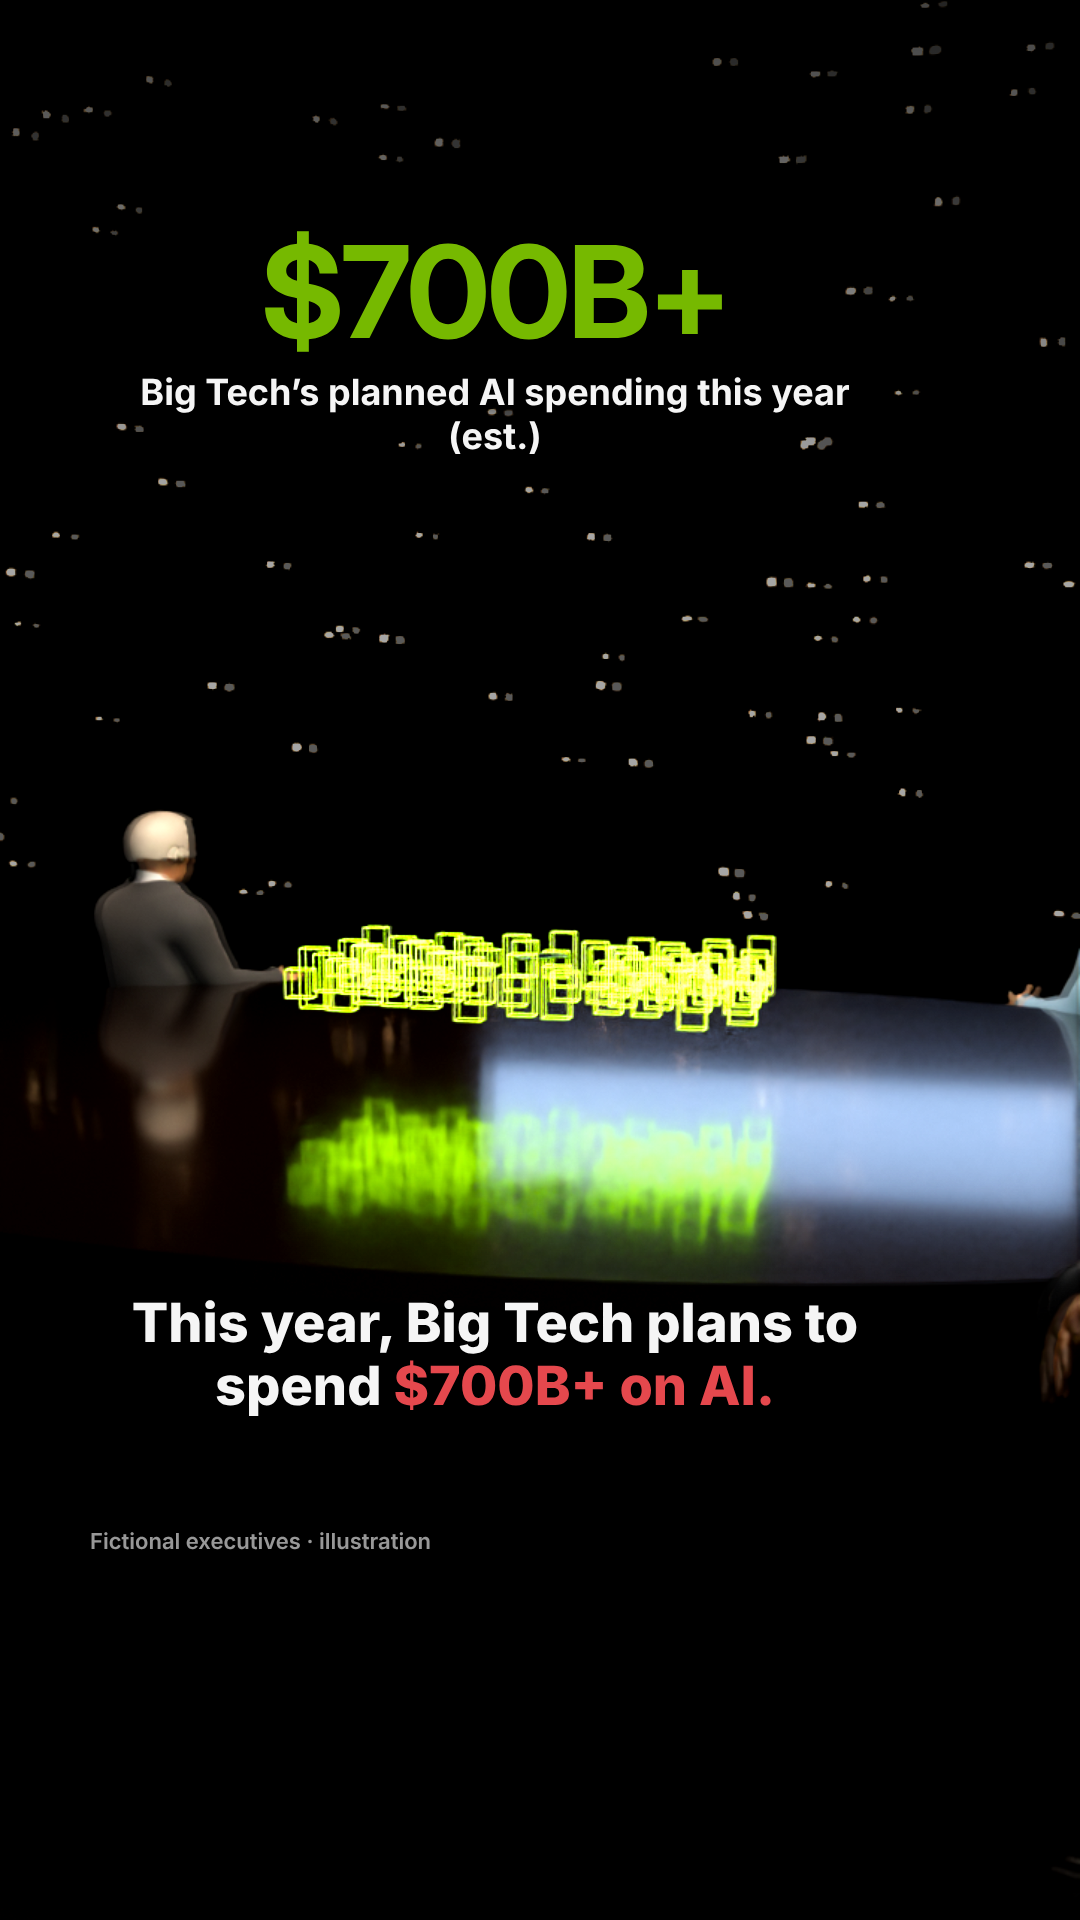 $700B+
Big Tech’s planned AI spending this year
(est.)
This year, Big Tech plans to
spend $700B+ on AI.
Fictional executives · illustration